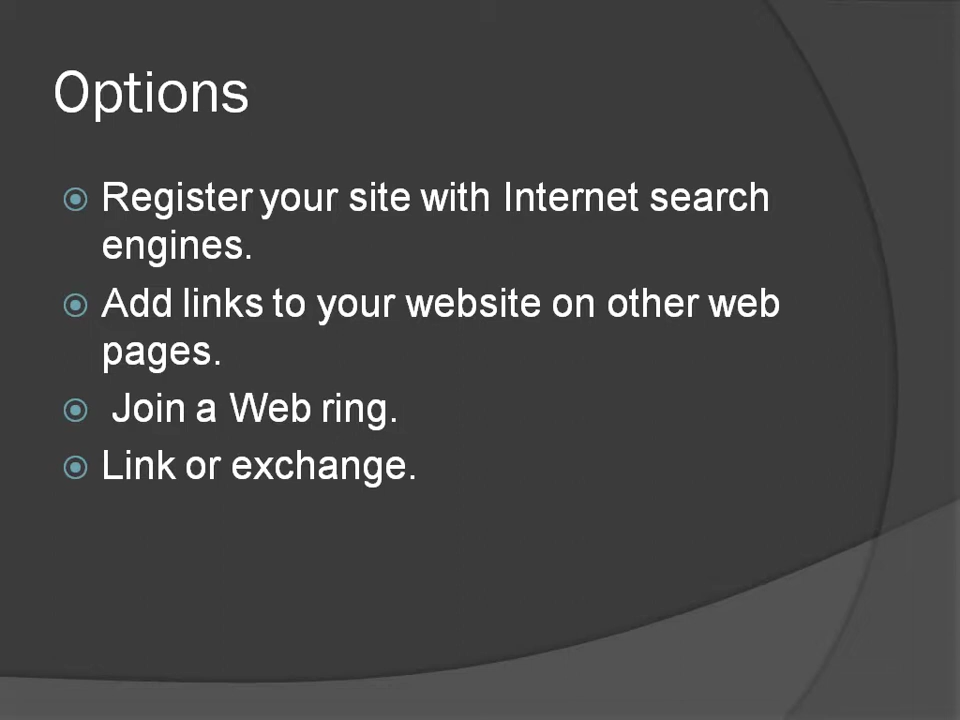 Options
Register your site with Internet search
engines.
Add links to your website on other web
pages.
Join a Web ring.
Link or exchange.